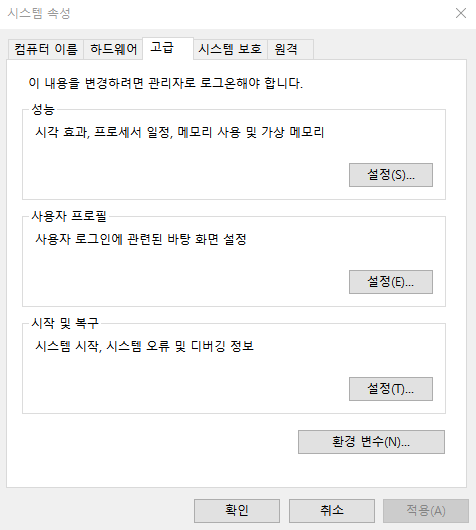 시스템 속성
컴퓨터 이름 하드웨어 고급 시스템 보호 원격
이 내용을 변경하려면 관리자로 로그온해야 합니다.
성능
시각 효과, 프로세서 일정, 메모리 사용 및 가상 메모리
설정(S)...
사용자 프로필
사용자 로그인에 관련된 바탕 화면 설정
설정(E)...
시작 및 복구
시스템 시작, 시스템 오류 및 디버깅 정보
설정(T)...
환경 변수(N)...
확인 취소 적용(A)